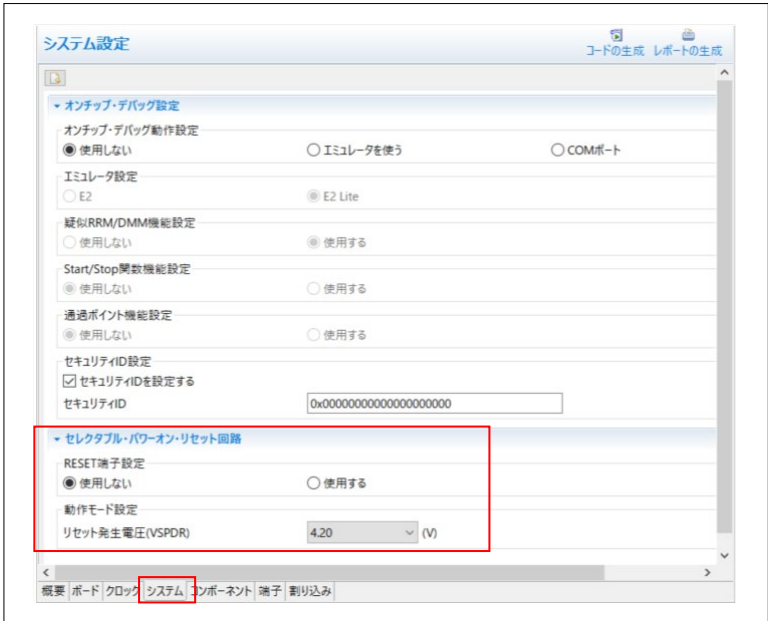 システム設定
コードの生成 レポートの生成
オンチップ・デバッグ設定
オンチップ・デバッグ動作設定
使用しない エミュレータを使う COMポート
エミュレータ設定
E2 E2 Lite
疑似RRM/DMM機能設定
使用しない 使用する
Start/Stop関数機能設定
使用しない 使用する
通過ポイント機能設定
使用しない 使用する
セキュリティID設定
セキュリティIDを設定する
セキュリティID 0x00000000000000000000
セレクタブル・パワーオン・リセット回路
RESET端子設定
使用しない 使用する
動作モード設定
リセット発生電圧(VSPDR) 4.20 (V)
概要 ボード クロック システム コンポーネント 端子 割り込み